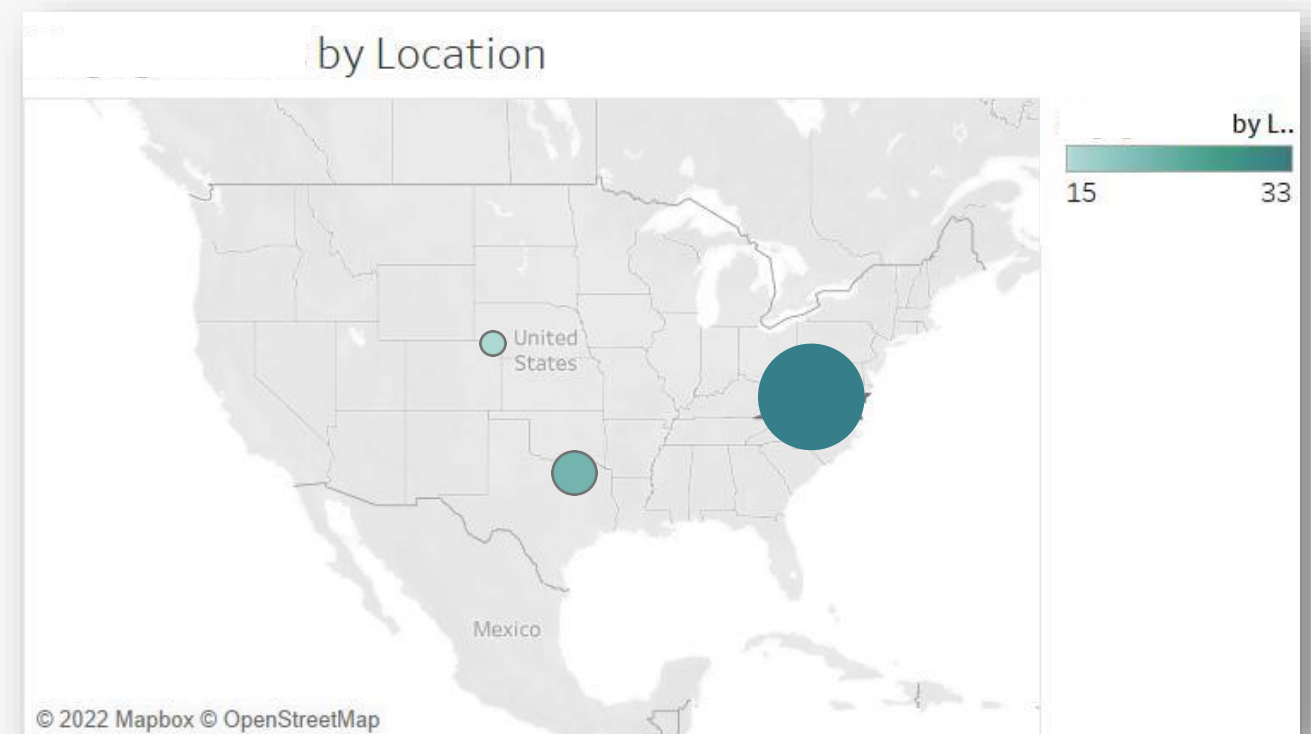 by Location
by L..
15 33
United
States
Mexico
© 2022 Mapbox © OpenStreetMap